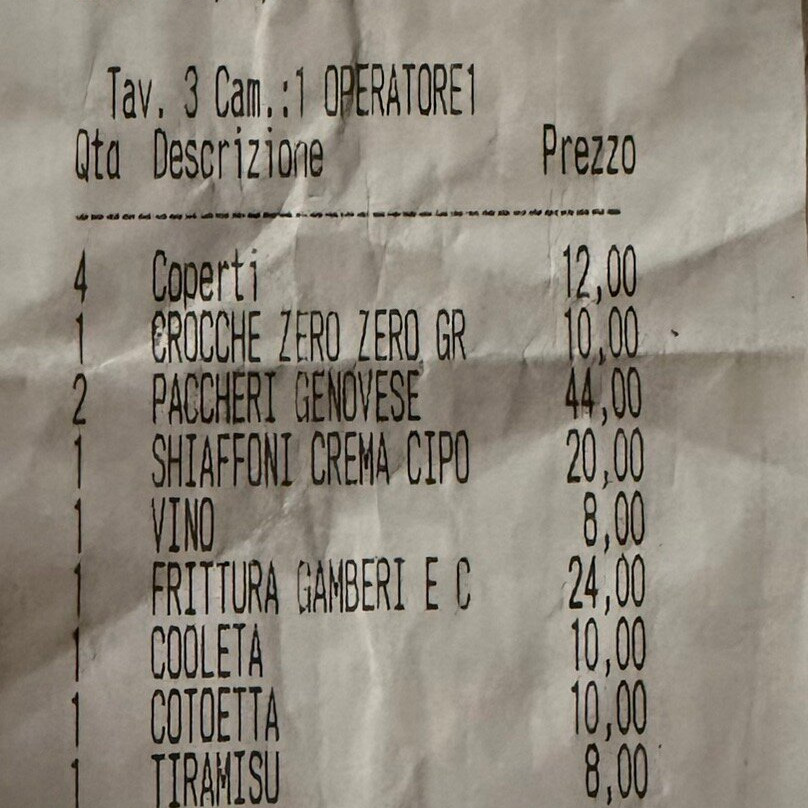 Tav. 3 Cam.:1 OPERATORE1
Qta Descrizione Prezzo
4 Coperti 12,00
1 CROCCHE ZERO ZERO GR 10,00
2 PACCHERI GENOVESE 44,00
1 SHIAFFONI CREMA CIPO 20,00
1 VINO 8,00
1 FRITTURA GAMBERI E C 24,00
1 COOLETA 10,00
1 COTOETTA 10,00
1 TIRAMISU 8,00